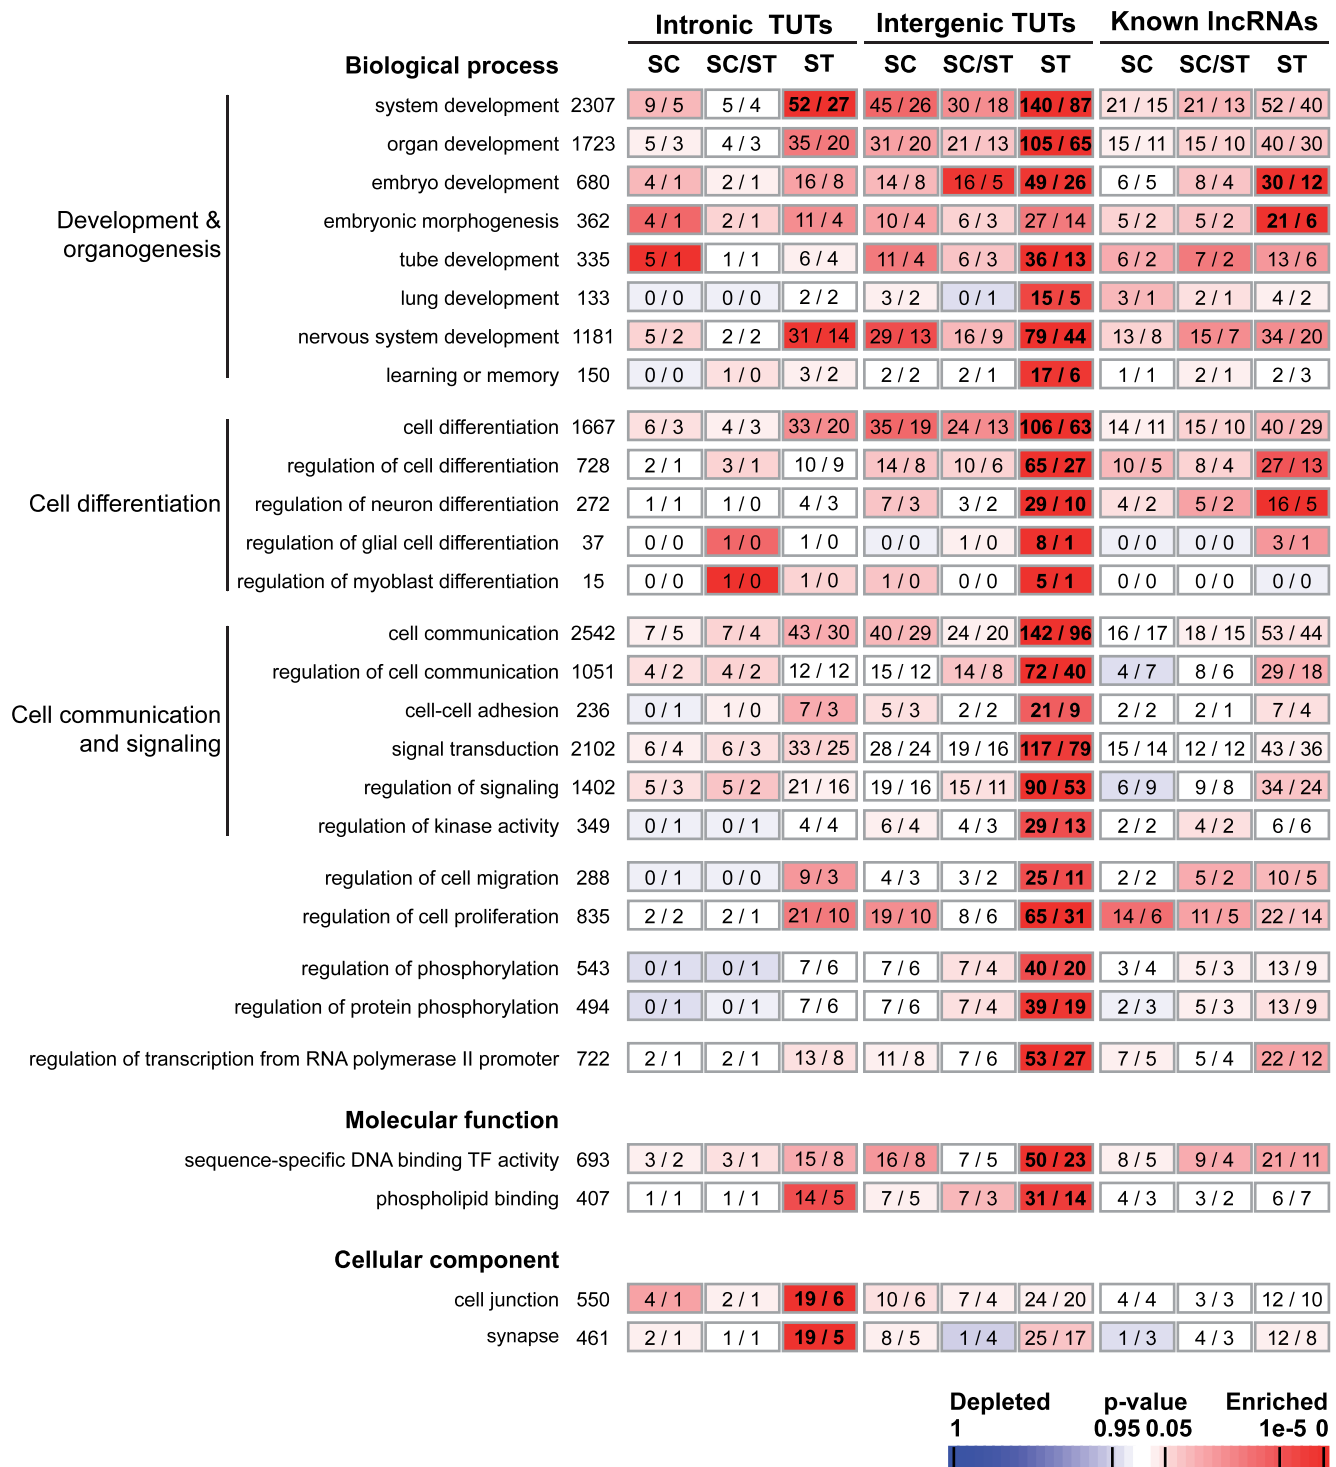 Intronic TUTs Intergenic TUTs Known lncRNAs
Biological process SC SC/ST ST SC SC/ST ST SC SC/ST ST
Development &
organogenesis
system development 2307 9 / 5 5 / 4 52 / 27 45 / 26 30 / 18 140 / 87 21 / 15 21 / 13 52 / 40
organ development 1723 5 / 3 4 / 3 35 / 20 31 / 20 21 / 13 105 / 65 15 / 11 15 / 10 40 / 30
embryo development 680 4 / 1 2 / 1 16 / 8 14 / 8 16 / 5 49 / 26 6 / 5 8 / 4 30 / 12
embryonic morphogenesis 362 4 / 1 2 / 1 11 / 4 10 / 4 6 / 3 27 / 14 5 / 2 5 / 2 21 / 6
tube development 335 5 / 1 1 / 1 6 / 4 11 / 4 6 / 3 36 / 13 6 / 2 7 / 2 13 / 6
lung development 133 0 / 0 0 / 0 2 / 2 3 / 2 0 / 1 15 / 5 3 / 1 2 / 1 4 / 2
nervous system development 1181 5 / 2 2 / 2 31 / 14 29 / 13 16 / 9 79 / 44 13 / 8 15 / 7 34 / 20
learning or memory 150 0 / 0 1 / 0 3 / 2 2 / 2 2 / 1 17 / 6 1 / 1 2 / 1 2 / 3
Cell differentiation
cell differentiation 1667 6 / 3 4 / 3 33 / 20 35 / 19 24 / 13 106 / 63 14 / 11 15 / 10 40 / 29
regulation of cell differentiation 728 2 / 1 3 / 1 10 / 9 14 / 8 10 / 6 65 / 27 10 / 5 8 / 4 27 / 13
regulation of neuron differentiation 272 1 / 1 1 / 0 4 / 3 7 / 3 3 / 2 29 / 10 4 / 2 5 / 2 16 / 5
regulation of glial cell differentiation 37 0 / 0 1 / 0 1 / 0 0 / 0 1 / 0 8 / 1 0 / 0 0 / 0 3 / 1
regulation of myoblast differentiation 15 0 / 0 1 / 0 1 / 0 1 / 0 0 / 0 5 / 1 0 / 0 0 / 0 0 / 0
Cell communication
and signaling
cell communication 2542 7 / 5 7 / 4 43 / 30 40 / 29 24 / 20 142 / 96 16 / 17 18 / 15 53 / 44
regulation of cell communication 1051 4 / 2 4 / 2 12 / 12 15 / 12 14 / 8 72 / 40 4 / 7 8 / 6 29 / 18
cell-cell adhesion 236 0 / 1 1 / 0 7 / 3 5 / 3 2 / 2 21 / 9 2 / 2 2 / 1 7 / 4
signal transduction 2102 6 / 4 6 / 3 33 / 25 28 / 24 19 / 16 117 / 79 15 / 14 12 / 12 43 / 36
regulation of signaling 1402 5 / 3 5 / 2 21 / 16 19 / 16 15 / 11 90 / 53 6 / 9 9 / 8 34 / 24
regulation of kinase activity 349 0 / 1 0 / 1 4 / 4 6 / 4 4 / 3 29 / 13 2 / 2 4 / 2 6 / 6
regulation of cell migration 288 0 / 1 0 / 0 9 / 3 4 / 3 3 / 2 25 / 11 2 / 2 5 / 2 10 / 5
regulation of cell proliferation 835 2 / 2 2 / 1 21 / 10 19 / 10 8 / 6 65 / 31 14 / 6 11 / 5 22 / 14
regulation of phosphorylation 543 0 / 1 0 / 1 7 / 6 7 / 6 7 / 4 40 / 20 3 / 4 5 / 3 13 / 9
regulation of protein phosphorylation 494 0 / 1 0 / 1 7 / 6 7 / 6 7 / 4 39 / 19 2 / 3 5 / 3 13 / 9
regulation of transcription from RNA polymerase II promoter 722 2 / 1 2 / 1 13 / 8 11 / 8 7 / 6 53 / 27 7 / 5 5 / 4 22 / 12
Molecular function
sequence-specific DNA binding TF activity 693 3 / 2 3 / 1 15 / 8 16 / 8 7 / 5 50 / 23 8 / 5 9 / 4 21 / 11
phospholipid binding 407 1 / 1 1 / 1 14 / 5 7 / 5 7 / 3 31 / 14 4 / 3 3 / 2 6 / 7
Cellular component
cell junction 550 4 / 1 2 / 1 19 / 6 10 / 6 7 / 4 24 / 20 4 / 4 3 / 3 12 / 10
synapse 461 2 / 1 1 / 1 19 / 5 8 / 5 1 / 4 25 / 17 1 / 3 4 / 3 12 / 8
Depleted p-value Enriched
1 0.95 0.05 1e-5 0